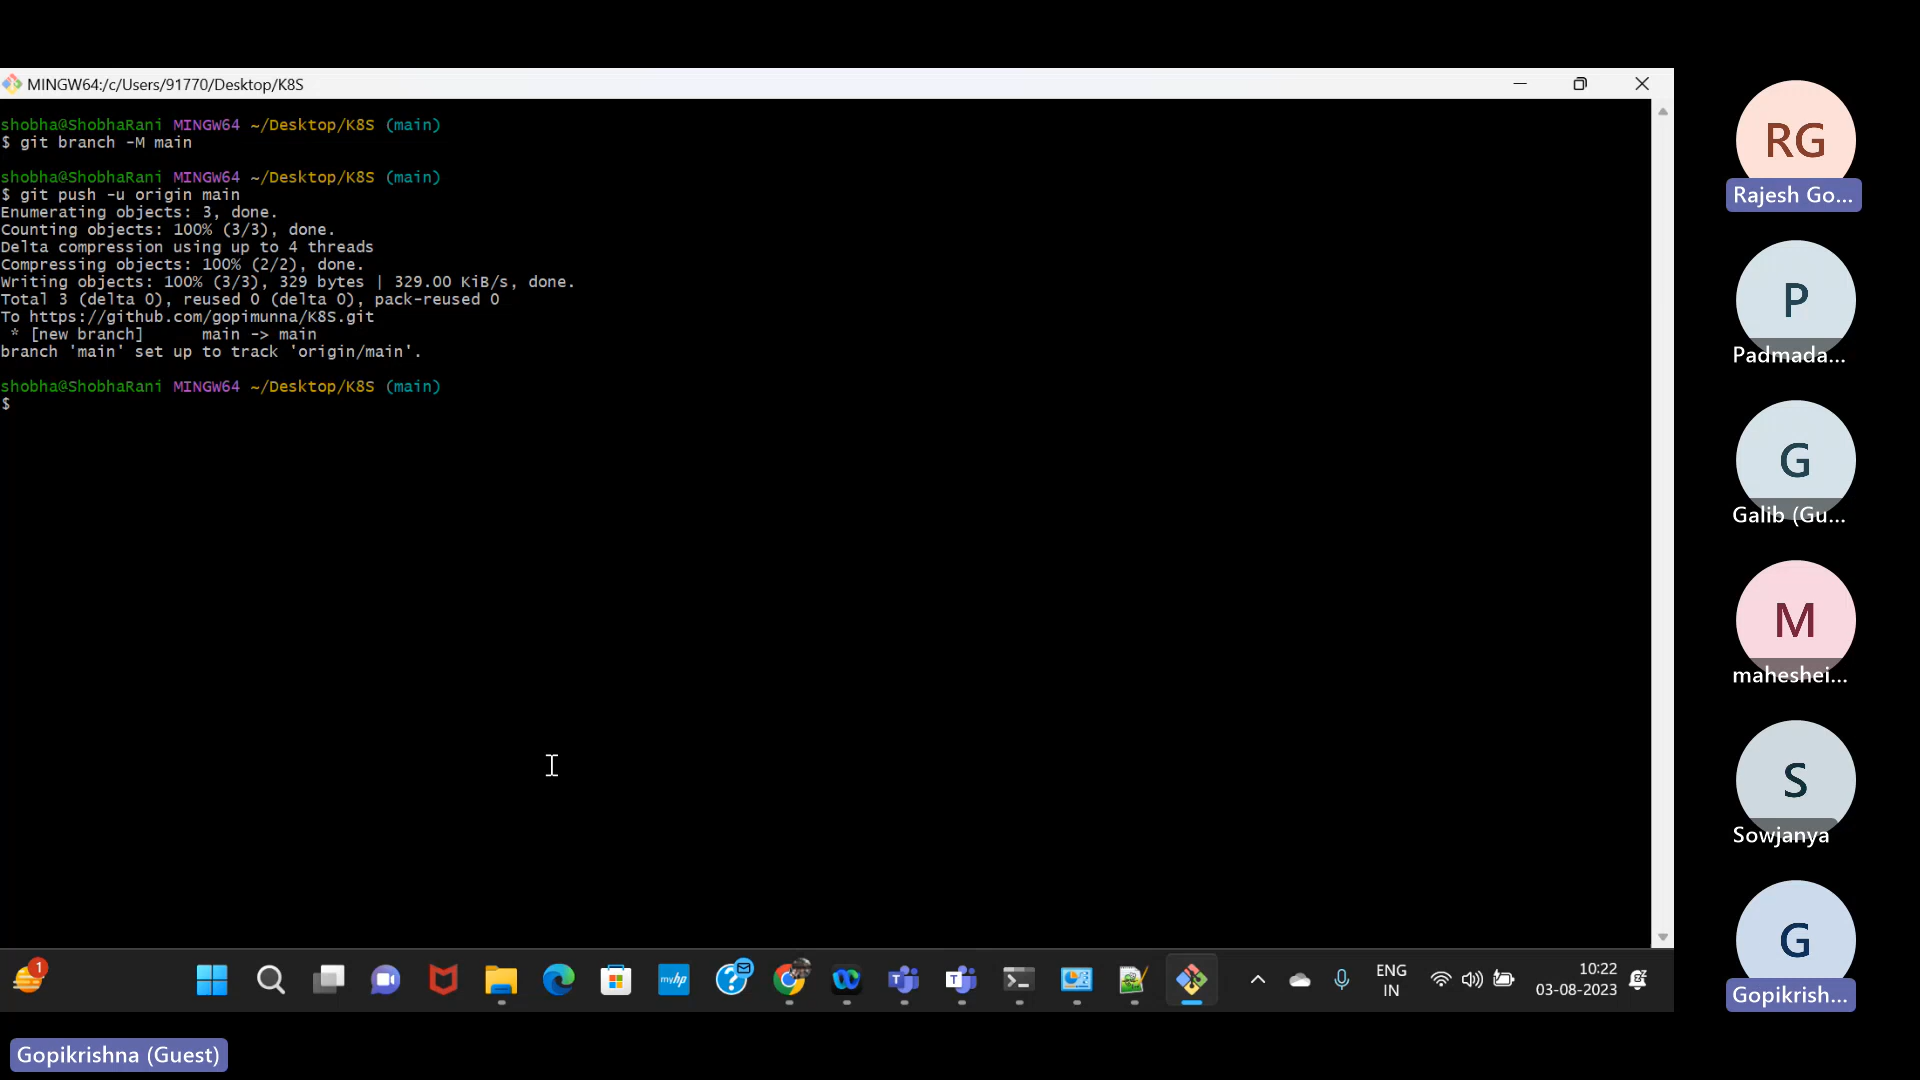 MINGW64:/c/Users/91770/Desktop/K8S
shobha@ShobhaRani MINGW64 ~/Desktop/K8S (main)
$ git branch -M main
shobha@ShobhaRani MINGW64 ~/Desktop/K8S (main)
$ git push -u origin main
Enumerating objects: 3, done.
Counting objects: 100% (3/3), done.
Delta compression using up to 4 threads
Compressing objects: 100% (2/2), done.
Writing objects: 100% (3/3), 329 bytes | 329.00 KiB/s, done.
Total 3 (delta 0), reused 0 (delta 0), pack-reused 0
To https://github.com/gopimunna/K8S.git
* [new branch] main -> main
branch 'main' set up to track 'origin/main'.
shobha@ShobhaRani MINGW64 ~/Desktop/K8S (main)
$
RG
Rajesh Go...
P
Padmada...
G
Galib (Gu...
M
maheshei...
S
Sowjanya
G
Gopikrish...
1
myhp
ENG
IN
10:22
03-08-2023
Gopikrishna (Guest)